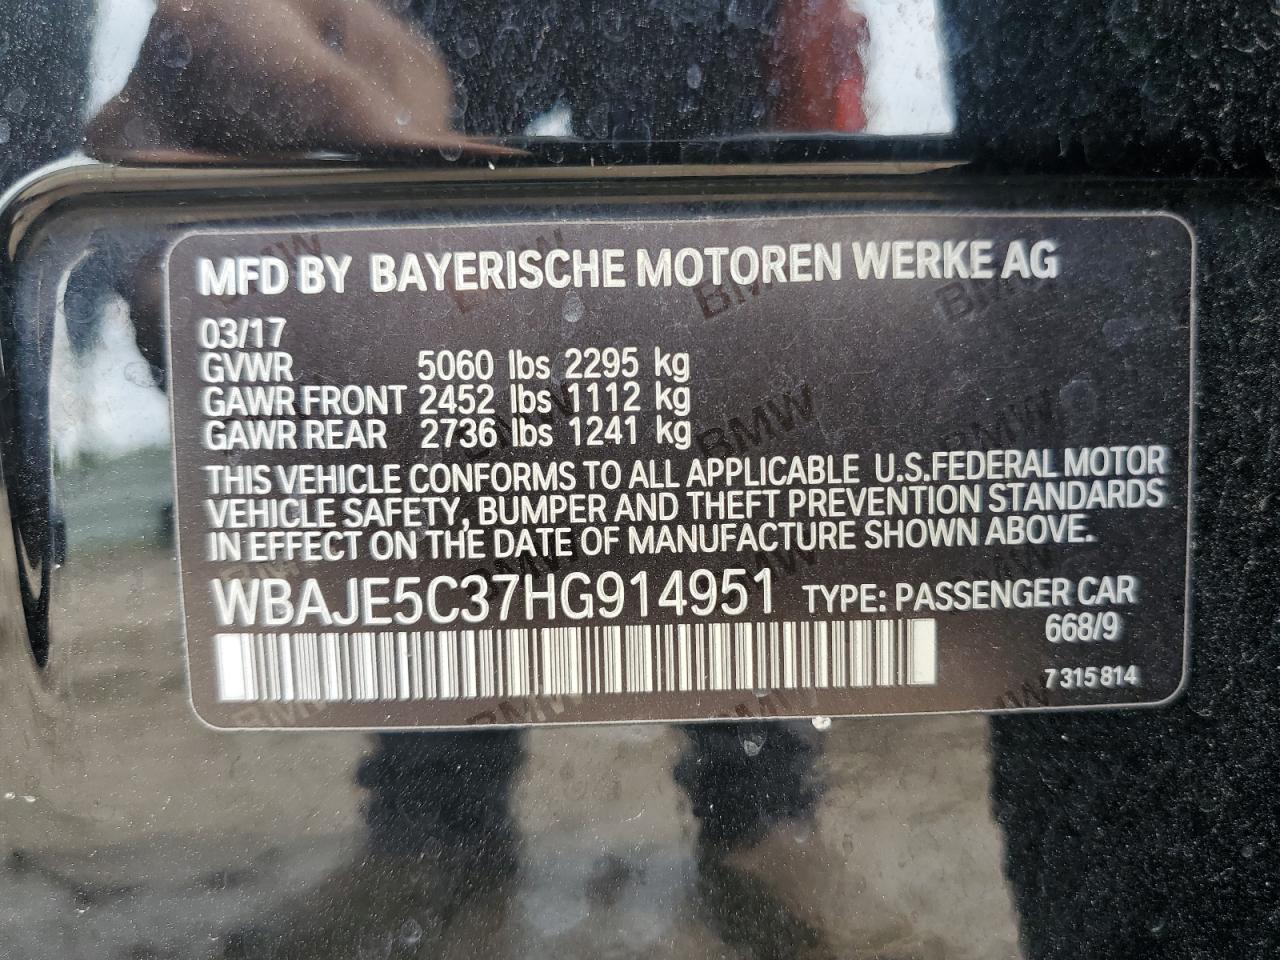 MFD BY BAYERISCHE MOTOREN WERKE AG
03/17
GVWR 5060 lbs 2295 kg
GAWR FRONT 2452 lbs 1112 kg
GAWR REAR 2736 lbs 1241 kg
THIS VEHICLE CONFORMS TO ALL APPLICABLE U.S.FEDERAL MOTOR
VEHICLE SAFETY, BUMPER AND THEFT PREVENTION STANDARDS
IN EFFECT ON THE DATE OF MANUFACTURE SHOWN ABOVE.
WBAJE5C37HG914951 TYPE: PASSENGER CAR
668/9
7 315 814